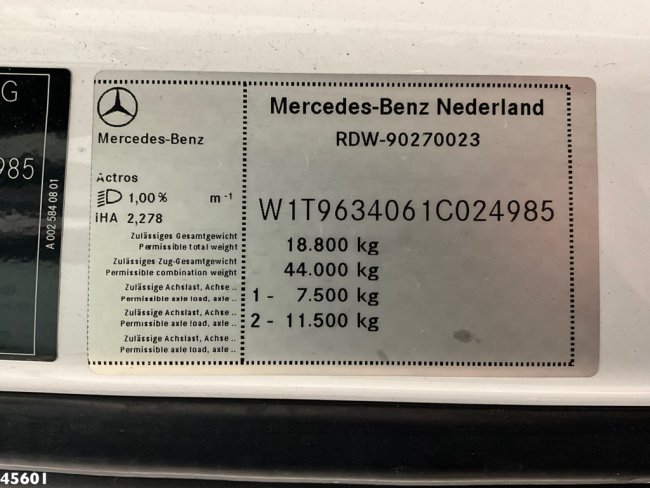 G
985
A 002 584 08 01
Mercedes-Benz
Mercedes-Benz Nederland
RDW-90270023
Actros
1,00% m⁻¹
iHA 2,278
W1T9634061C024985
Zulässiges Gesamtgewicht
Permissible total weight
18.800 kg
Zulässiges Zug-Gesamtgewicht
Permissible combination weight
44.000 kg
Zulässige Achslast, Achse ..
Permissible axle load, axle ..
1 - 7.500 kg
Zulässige Achslast, Achse ..
Permissible axle load, axle ..
2 - 11.500 kg
Zulässige Achslast, Achse ..
Permissible axle load, axle ..
45601